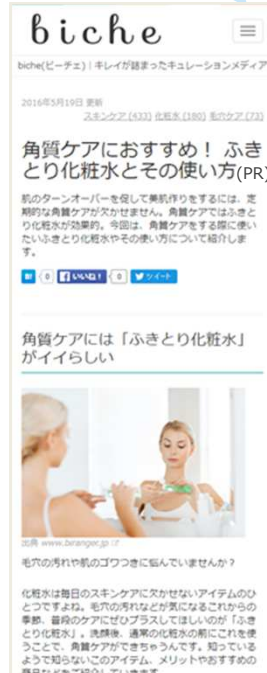 biche
biche(ビーチェ) | キレイが詰まったキュレーションメディア
2016年5月19日 更新
スキンケア (433) 化粧水 (180) 毛穴ケア (73)
角質ケアにおすすめ！ ふき
とり化粧水とその使い方(PR)
肌のターンオーバーを促して美肌作りをするには、定
期的な角質ケアが欠かせません。角質ケアではふきと
り化粧水が効果的。今回は、角質ケアをする際に使い
たいふきとり化粧水やその使い方について紹介しま
す。
B! 0 いいね！ 0 ツイート
角質ケアには「ふきとり化粧水」
がイイらしい
出典 www.biranger.jp
毛穴の汚れや肌のゴワつきに悩んでいませんか？
化粧水は毎日のスキンケアに欠かせないアイテムのひ
とつですよね。毛穴の汚れなどが気になるこれからの
季節、普段のケアにぜひプラスしてほしいのが「ふき
とり化粧水」。洗顔後、通常の化粧水の前にこれを使
うことで、角質ケアができちゃうんです。知っている
ようで知らないこのアイテム、メリットやおすすめの
商品などをご紹介していきます。